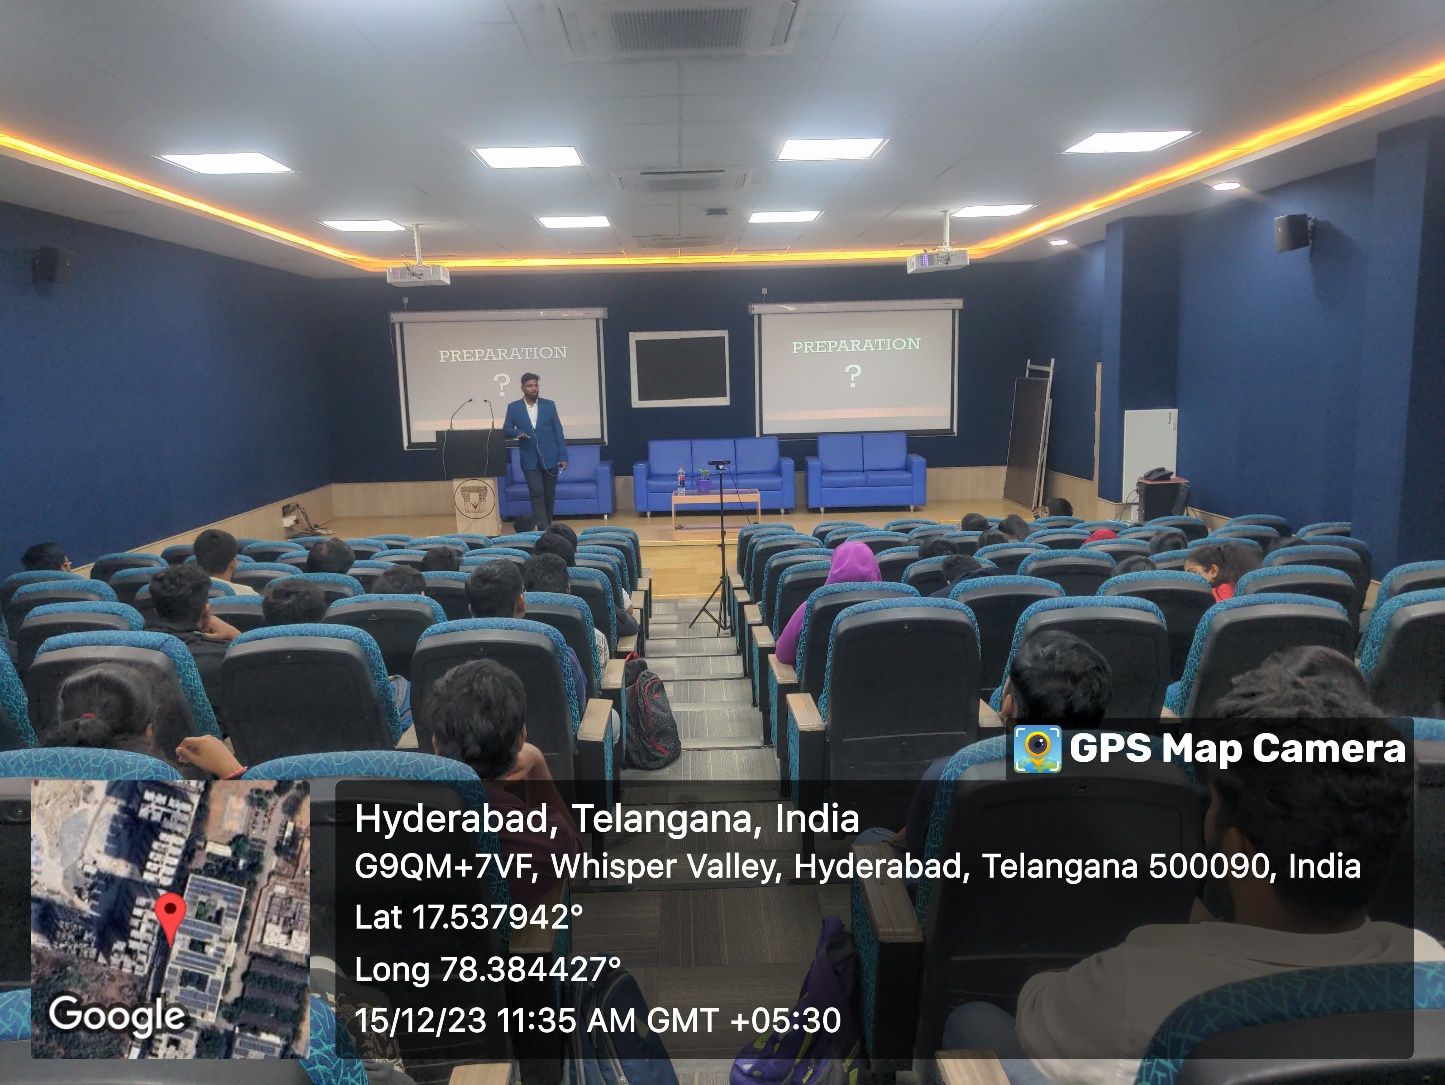 PREPARATION
?
PREPARATION
?
GPS Map Camera
Hyderabad, Telangana, India
G9QM+7VF, Whisper Valley, Hyderabad, Telangana 500090, India
Lat 17.537942°
Long 78.384427°
15/12/23 11:35 AM GMT +05:30
Google